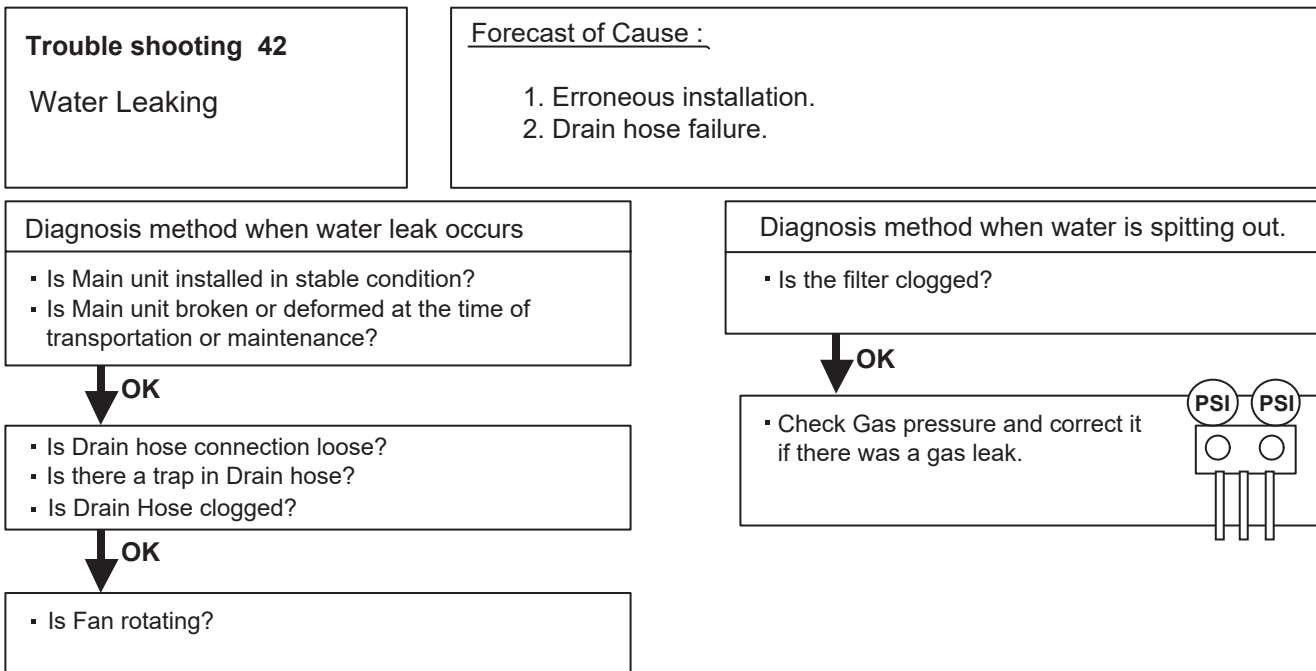 Trouble shooting 42
Water Leaking
Forecast of Cause :
1. Erroneous installation.
2. Drain hose failure.
Diagnosis method when water leak occurs
▪ Is Main unit installed in stable condition?
▪ Is Main unit broken or deformed at the time of
transportation or maintenance?
OK
▪ Is Drain hose connection loose?
▪ Is there a trap in Drain hose?
▪ Is Drain Hose clogged?
OK
▪ Is Fan rotating?
Diagnosis method when water is spitting out.
▪ Is the filter clogged?
OK
▪ Check Gas pressure and correct it
if there was a gas leak.
PSI PSI